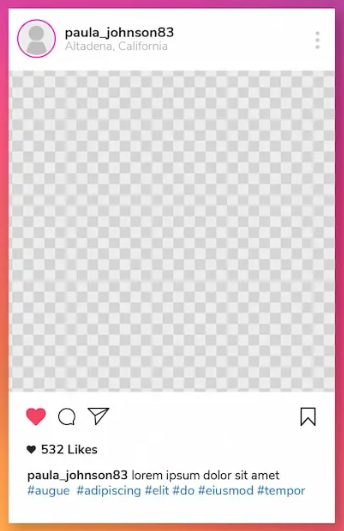 paula_johnson83
Altadena, California
532 Likes
paula_johnson83 lorem ipsum dolor sit amet
#augue #adipiscing #elit #do #eiusmod #tempor